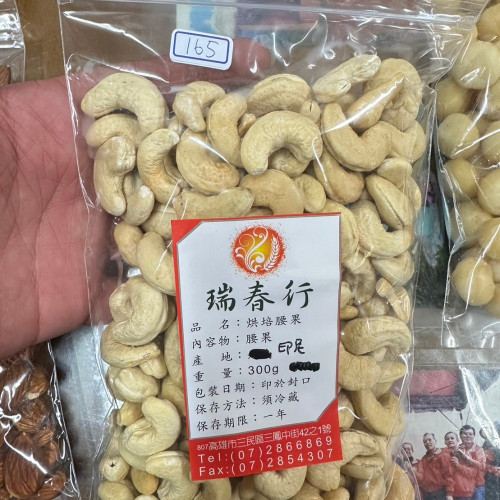 165
瑞春行
品名：烘培腰果
內容物：腰果
產地：印尼
重量：300g
包裝日期：印於封口
保存方法：須冷藏
保存期限：一年
807高雄市三民區三鳳中街42之1號
Tel:(07)2866869
Fax:(07)2854307